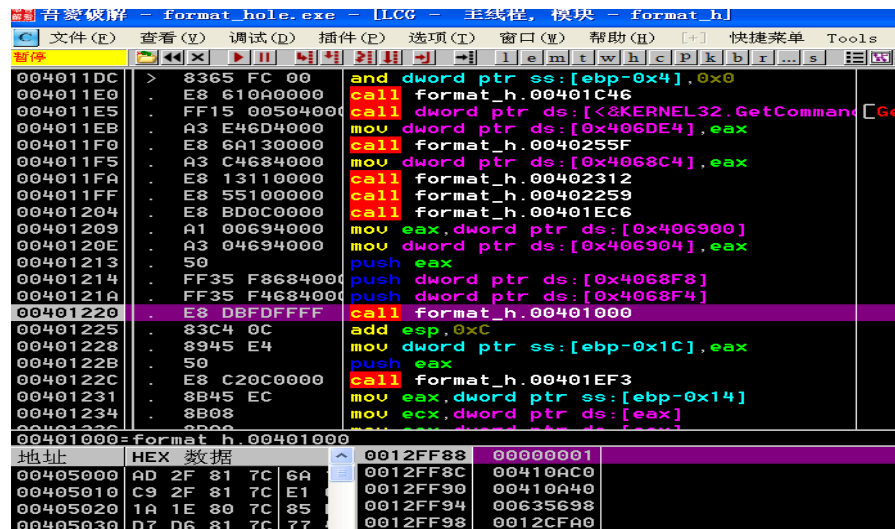 吾爱破解 - format_hole.exe - [LCG - 主线程, 模块 - format_h]
C 文件(F) 查看(V) 调试(D) 插件(P) 选项(T) 窗口(W) 帮助(H) [+] 快捷菜单 Tools
暂停 l e m t w h c P k b r ... s
004011DC > 8365 FC 00 and dword ptr ss:[ebp-0x4],0x0
004011E0 . E8 610A0000 call format_h.00401C46
004011E5 . FF15 00504000 call dword ptr ds:[<&KERNEL32.GetCommand [Ge
004011EB . A3 E46D4000 mov dword ptr ds:[0x406DE4],eax
004011F0 . E8 6A130000 call format_h.0040255F
004011F5 . A3 C4684000 mov dword ptr ds:[0x4068C4],eax
004011FA . E8 13110000 call format_h.00402312
004011FF . E8 55100000 call format_h.00402259
00401204 . E8 BD0C0000 call format_h.00401EC6
00401209 . A1 00694000 mov eax,dword ptr ds:[0x406900]
0040120E . A3 04694000 mov dword ptr ds:[0x406904],eax
00401213 . 50 push eax
00401214 . FF35 F8684000 push dword ptr ds:[0x4068F8]
0040121A . FF35 F4684000 push dword ptr ds:[0x4068F4]
00401220 . E8 DBFDFFFF call format_h.00401000
00401225 . 83C4 0C add esp,0xC
00401228 . 8945 E4 mov dword ptr ss:[ebp-0x1C],eax
0040122B . 50 push eax
0040122C . E8 C20C0000 call format_h.00401EF3
00401231 . 8B45 EC mov eax,dword ptr ss:[ebp-0x14]
00401234 . 8B08 mov ecx,dword ptr ds:[eax]
00401000=format_h.00401000
地址 HEX 数据
00405000 AD 2F 81 7C 6A
00405010 C9 2F 81 7C E1
00405020 1A 1E 80 7C 85
00405030 D7 D6 81 7C 77
0012FF88 00000001
0012FF8C 00410AC0
0012FF90 00410A40
0012FF94 00635698
0012FF98 0012CFA0